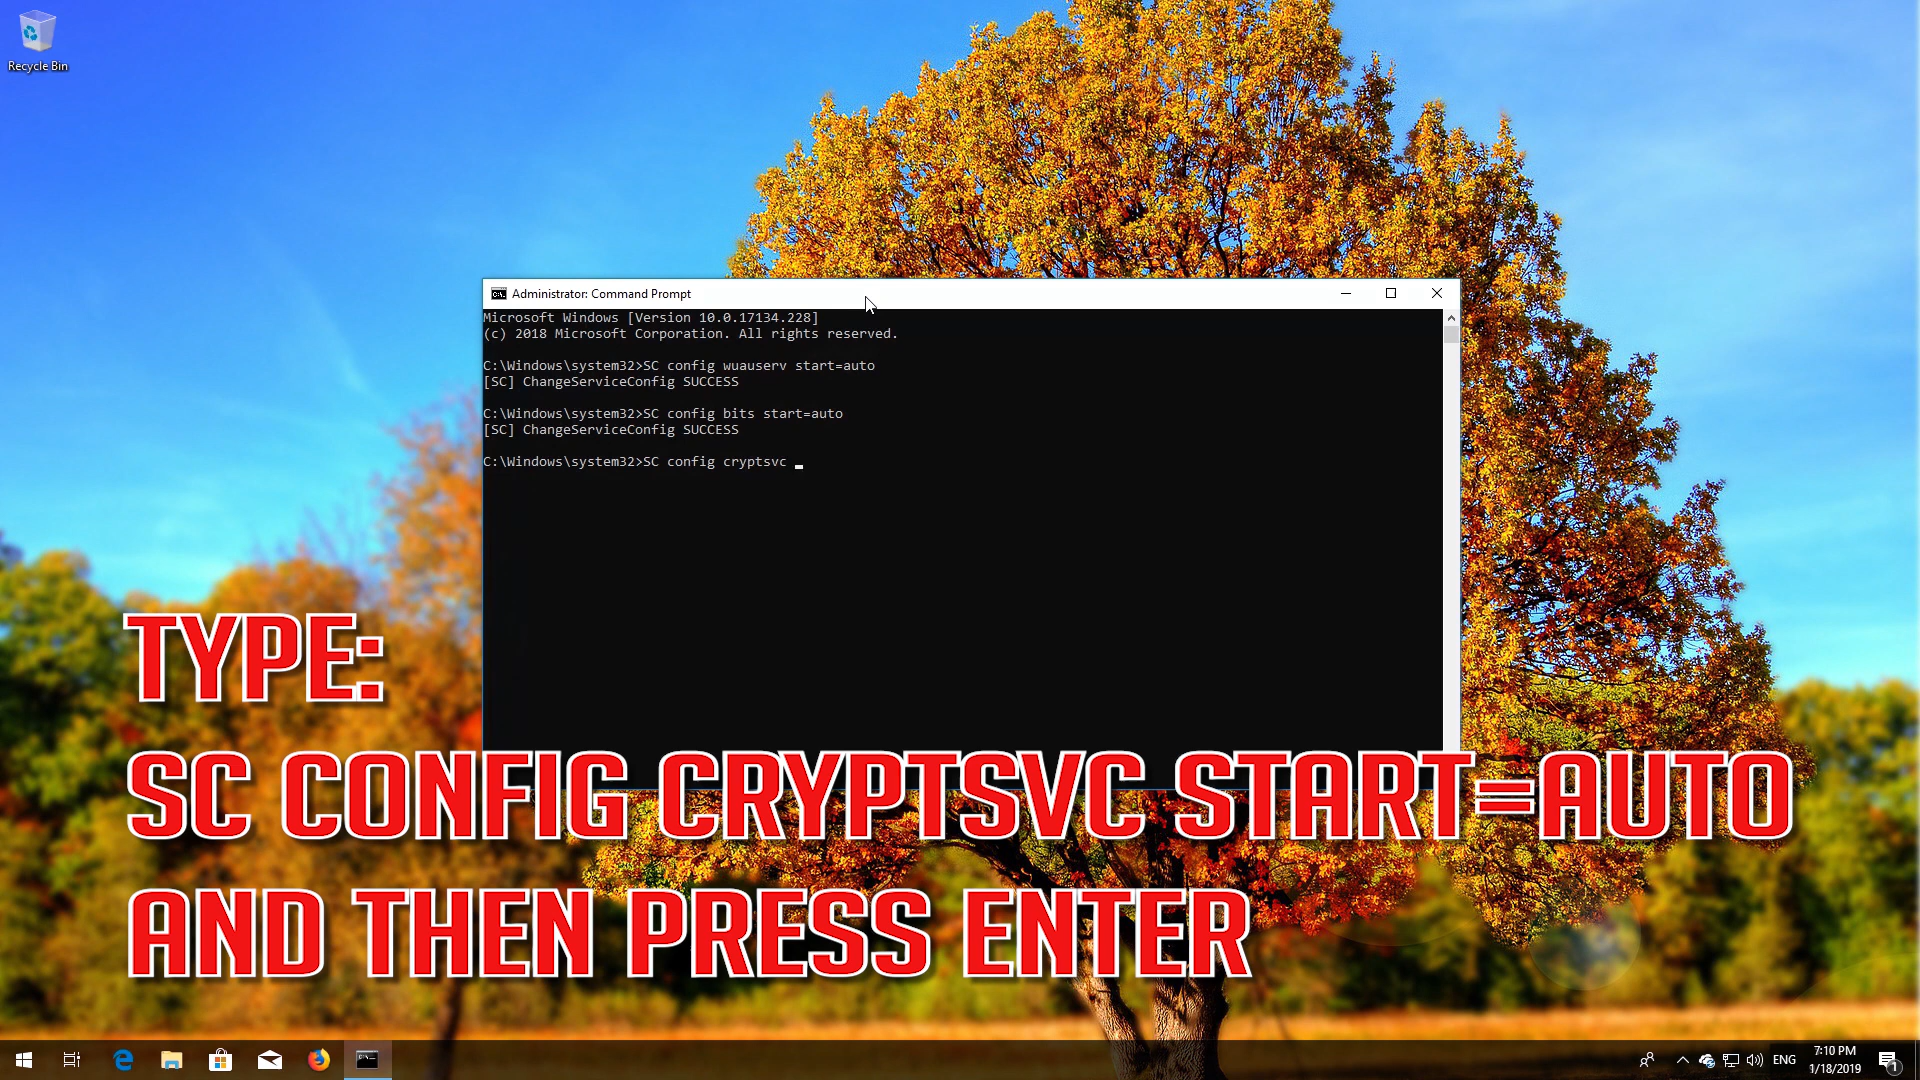 Recycle Bin
Administrator: Command Prompt
Microsoft Windows [Version 10.0.17134.228]
(c) 2018 Microsoft Corporation. All rights reserved.
C:\Windows\system32>SC config wuauserv start=auto
[SC] ChangeServiceConfig SUCCESS
C:\Windows\system32>SC config bits start=auto
[SC] ChangeServiceConfig SUCCESS
C:\Windows\system32>SC config cryptsvc
TYPE:
SC CONFIG CRYPTSVC START=AUTO
AND THEN PRESS ENTER
ENG
7:10 PM
1/18/2019
1